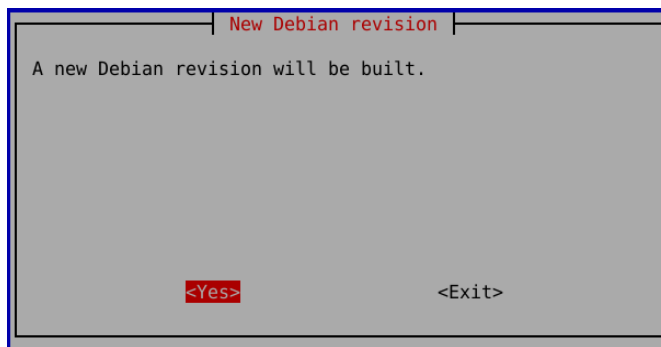 New Debian revision
A new Debian revision will be built.
<Yes> <Exit>